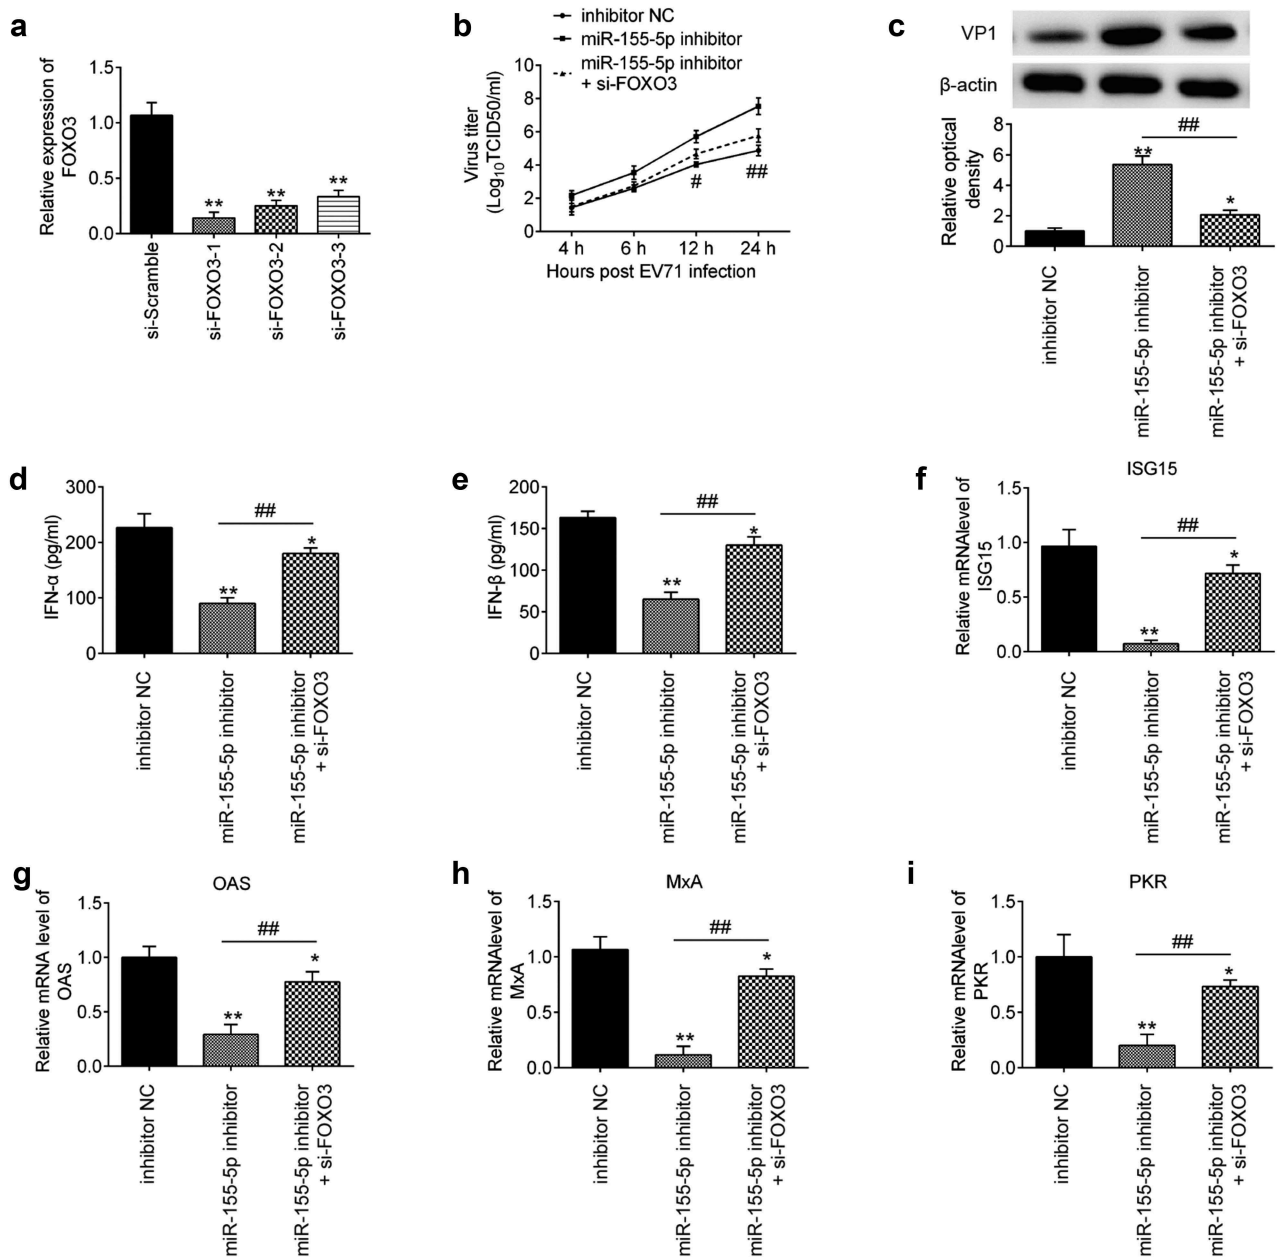 a
Relative expression of
FOXO3
1.5
1.0
0.5
0.0
**
**
**
si-Scramble
si-FOXO3-1
si-FOXO3-2
si-FOXO3-3
b
inhibitor NC
miR-155-5p inhibitor
miR-155-5p inhibitor
+ si-FOXO3
Virus titer
(Log10TCID50/ml)
10
8
6
4
2
0
#
##
4 h
6 h
12 h
24 h
Hours post EV71 infection
c
VP1
β-actin
Relative optical
density
8
6
4
2
0
##
**
*
inhibitor NC
miR-155-5p inhibitor
miR-155-5p inhibitor
+ si-FOXO3
d
IFN-α (pg/ml)
300
200
100
0
##
**
*
inhibitor NC
miR-155-5p inhibitor
miR-155-5p inhibitor
+ si-FOXO3
e
IFN-β (pg/ml)
200
150
100
50
0
##
**
*
inhibitor NC
miR-155-5p inhibitor
miR-155-5p inhibitor
+ si-FOXO3
f
ISG15
Relative mRNAlevel of
ISG15
1.5
1.0
0.5
0.0
##
**
*
inhibitor NC
miR-155-5p inhibitor
miR-155-5p inhibitor
+ si-FOXO3
g
OAS
Relative mRNA level of
OAS
1.5
1.0
0.5
0.0
##
**
*
inhibitor NC
miR-155-5p inhibitor
miR-155-5p inhibitor
+ si-FOXO3
h
MxA
Relative mRNAlevel of
MxA
1.5
1.0
0.5
0.0
##
**
*
inhibitor NC
miR-155-5p inhibitor
miR-155-5p inhibitor
+ si-FOXO3
i
PKR
Relative mRNAlevel of
PKR
1.5
1.0
0.5
0.0
##
**
*
inhibitor NC
miR-155-5p inhibitor
miR-155-5p inhibitor
+ si-FOXO3